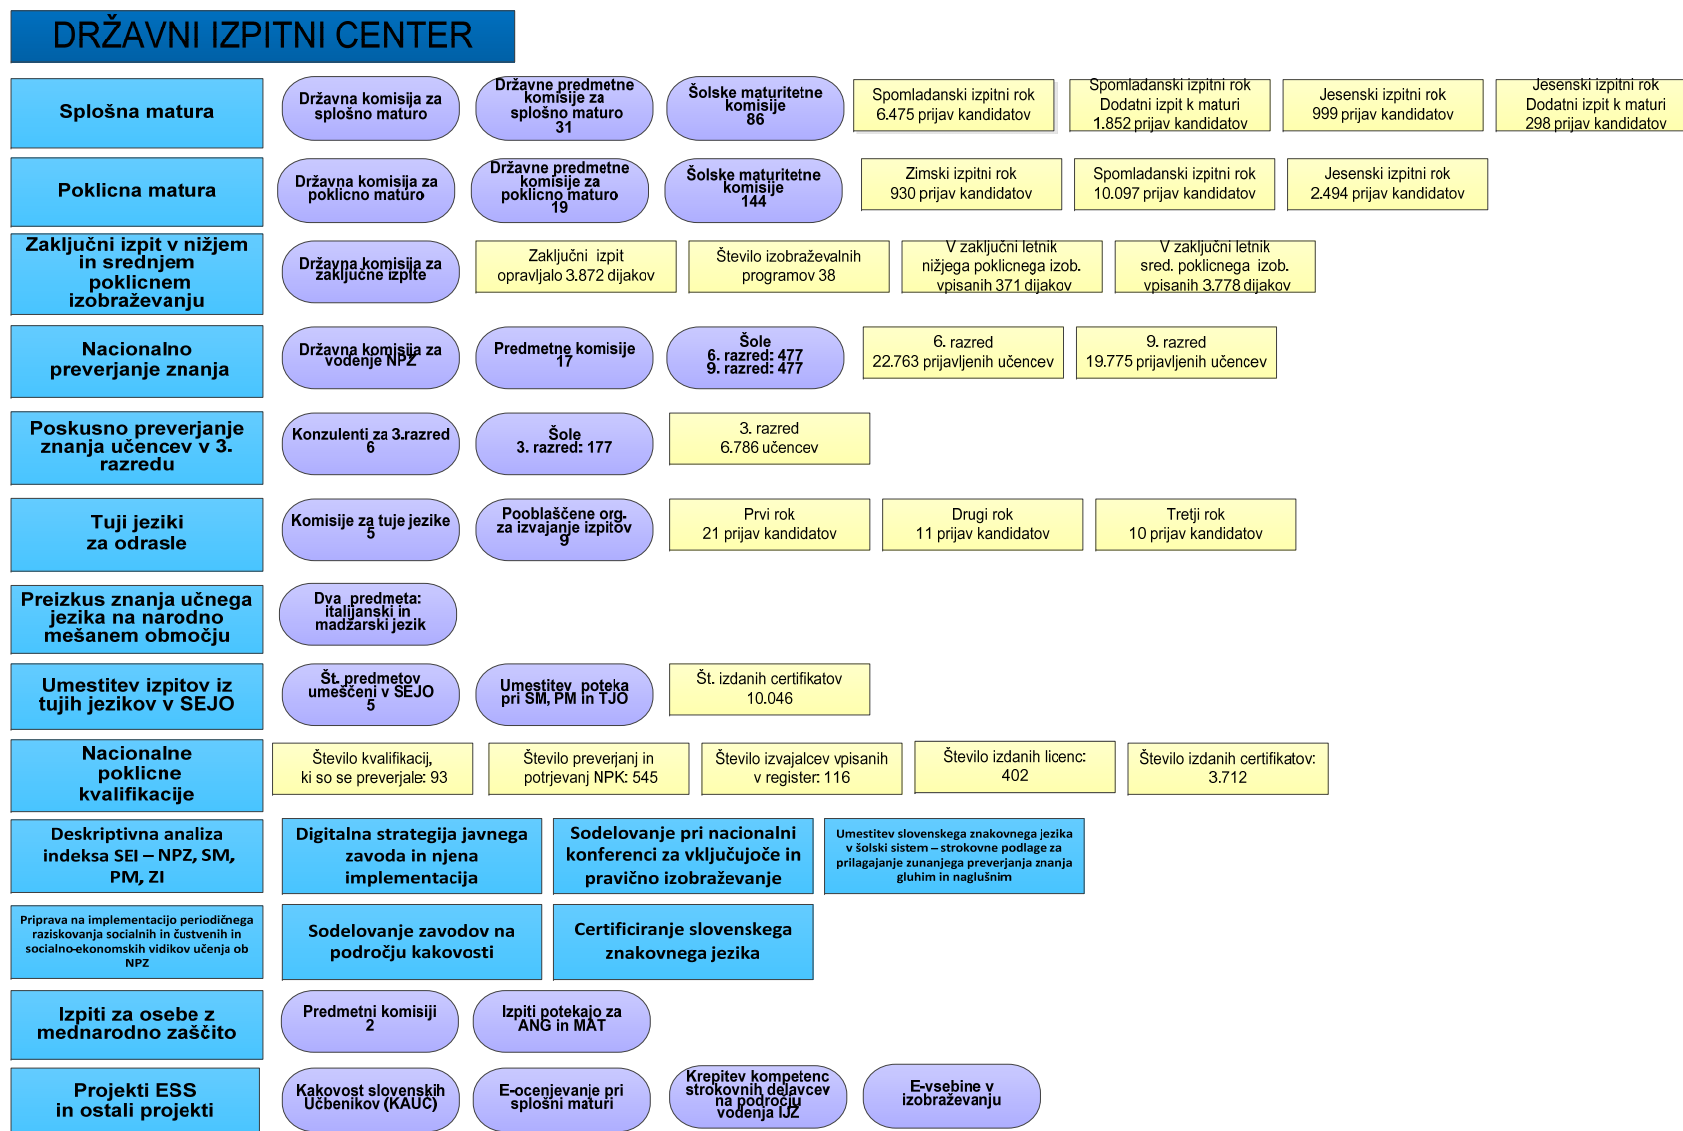 DRŽAVNI IZPITNI CENTER
Splošna matura
Državna komisija za
splošno maturo
Državne predmetne
komisije za
splošno maturo
31
Šolske maturitetne
komisije
86
Spomladanski izpitni rok
6.475 prijav kandidatov
Spomladanski izpitni rok
Dodatni izpit k maturi
1.852 prijav kandidatov
Jesenski izpitni rok
999 prijav kandidatov
Jesenski izpitni rok
Dodatni izpit k maturi
298 prijav kandidatov
Poklicna matura
Državna komisija za
poklicno maturo
Državne predmetne
komisije za
poklicno maturo
19
Šolske maturitetne
komisije
144
Zimski izpitni rok
930 prijav kandidatov
Spomladanski izpitni rok
10.097 prijav kandidatov
Jesenski izpitni rok
2.494 prijav kandidatov
Zaključni izpit v nižjem
in srednjem
poklicnem
izobraževanju
Državna komisija za
zaključne izpite
Zaključni izpit
opravljalo 3.872 dijakov
Število izobraževalnih
programov 38
V zaključni letnik
nižjega poklicnega izob.
vpisanih 371 dijakov
V zaključni letnik
sred. poklicnega izob.
vpisanih 3.778 dijakov
Nacionalno
preverjanje znanja
Državna komisija za
vodenje NPZ
Predmetne komisije
17
Šole
6. razred: 477
9. razred: 477
6. razred
22.763 prijavljenih učencev
9. razred
19.775 prijavljenih učencev
Poskusno preverjanje
znanja učencev v 3.
razredu
Konzulenti za 3.razred
6
Šole
3. razred: 177
3. razred
6.786 učencev
Tuji jeziki
za odrasle
Komisije za tuje jezike
5
Pooblaščene org.
za izvajanje izpitov
9
Prvi rok
21 prijav kandidatov
Drugi rok
11 prijav kandidatov
Tretji rok
10 prijav kandidatov
Preizkus znanja učnega
jezika na narodno
mešanem območju
Dva predmeta:
italijanski in
madžarski jezik
Umestitev izpitov iz
tujih jezikov v SEJO
Št. predmetov
umeščeni v SEJO
5
Umestitev poteka
pri SM, PM in TJO
Št. izdanih certifikatov
10.046
Nacionalne
poklicne
kvalifikacije
Število kvalifikacij,
ki so se preverjale: 93
Število preverjanj in
potrjevanj NPK: 545
Število izvajalcev vpisanih
v register: 116
Število izdanih licenc:
402
Število izdanih certifikatov:
3.712
Deskriptivna analiza
indeksa SEI – NPZ, SM,
PM, ZI
Digitalna strategija javnega
zavoda in njena
implementacija
Sodelovanje pri nacionalni
konferenci za vključujoče in
pravično izobraževanje
Umestitev slovenskega znakovnega jezika
v šolski sistem – strokovne podlage za
prilagajanje zunanjega preverjanja znanja
gluhim in naglušnim
Priprava na implementacijo periodičnega
raziskovanja socialnih in čustvenih in
socialno-ekonomskih vidikov učenja ob
NPZ
Sodelovanje zavodov na
področju kakovosti
Certificiranje slovenskega
znakovnega jezika
Izpiti za osebe z
mednarodno zaščito
Predmetni komisiji
2
Izpiti potekajo za
ANG in MAT
Projekti ESS
in ostali projekti
Kakovost slovenskih
Učbenikov (KAUČ)
E-ocenjevanje pri
splošni maturi
Krepitev kompetenc
strokovnih delavcev
na področju
vodenja IJZ
E-vsebine v
izobraževanju